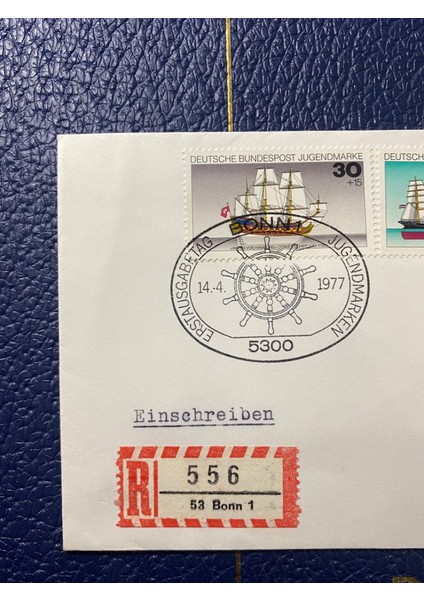 DEUTSCHE BUNDESPOST JUGENDMARKE
30
+15
DEUTSCHE
BONN 1
ERSTAUSGABETAG
JUGENDMARKEN
14.-4.
1977
5300
Einschreiben
R
556
53 Bonn 1